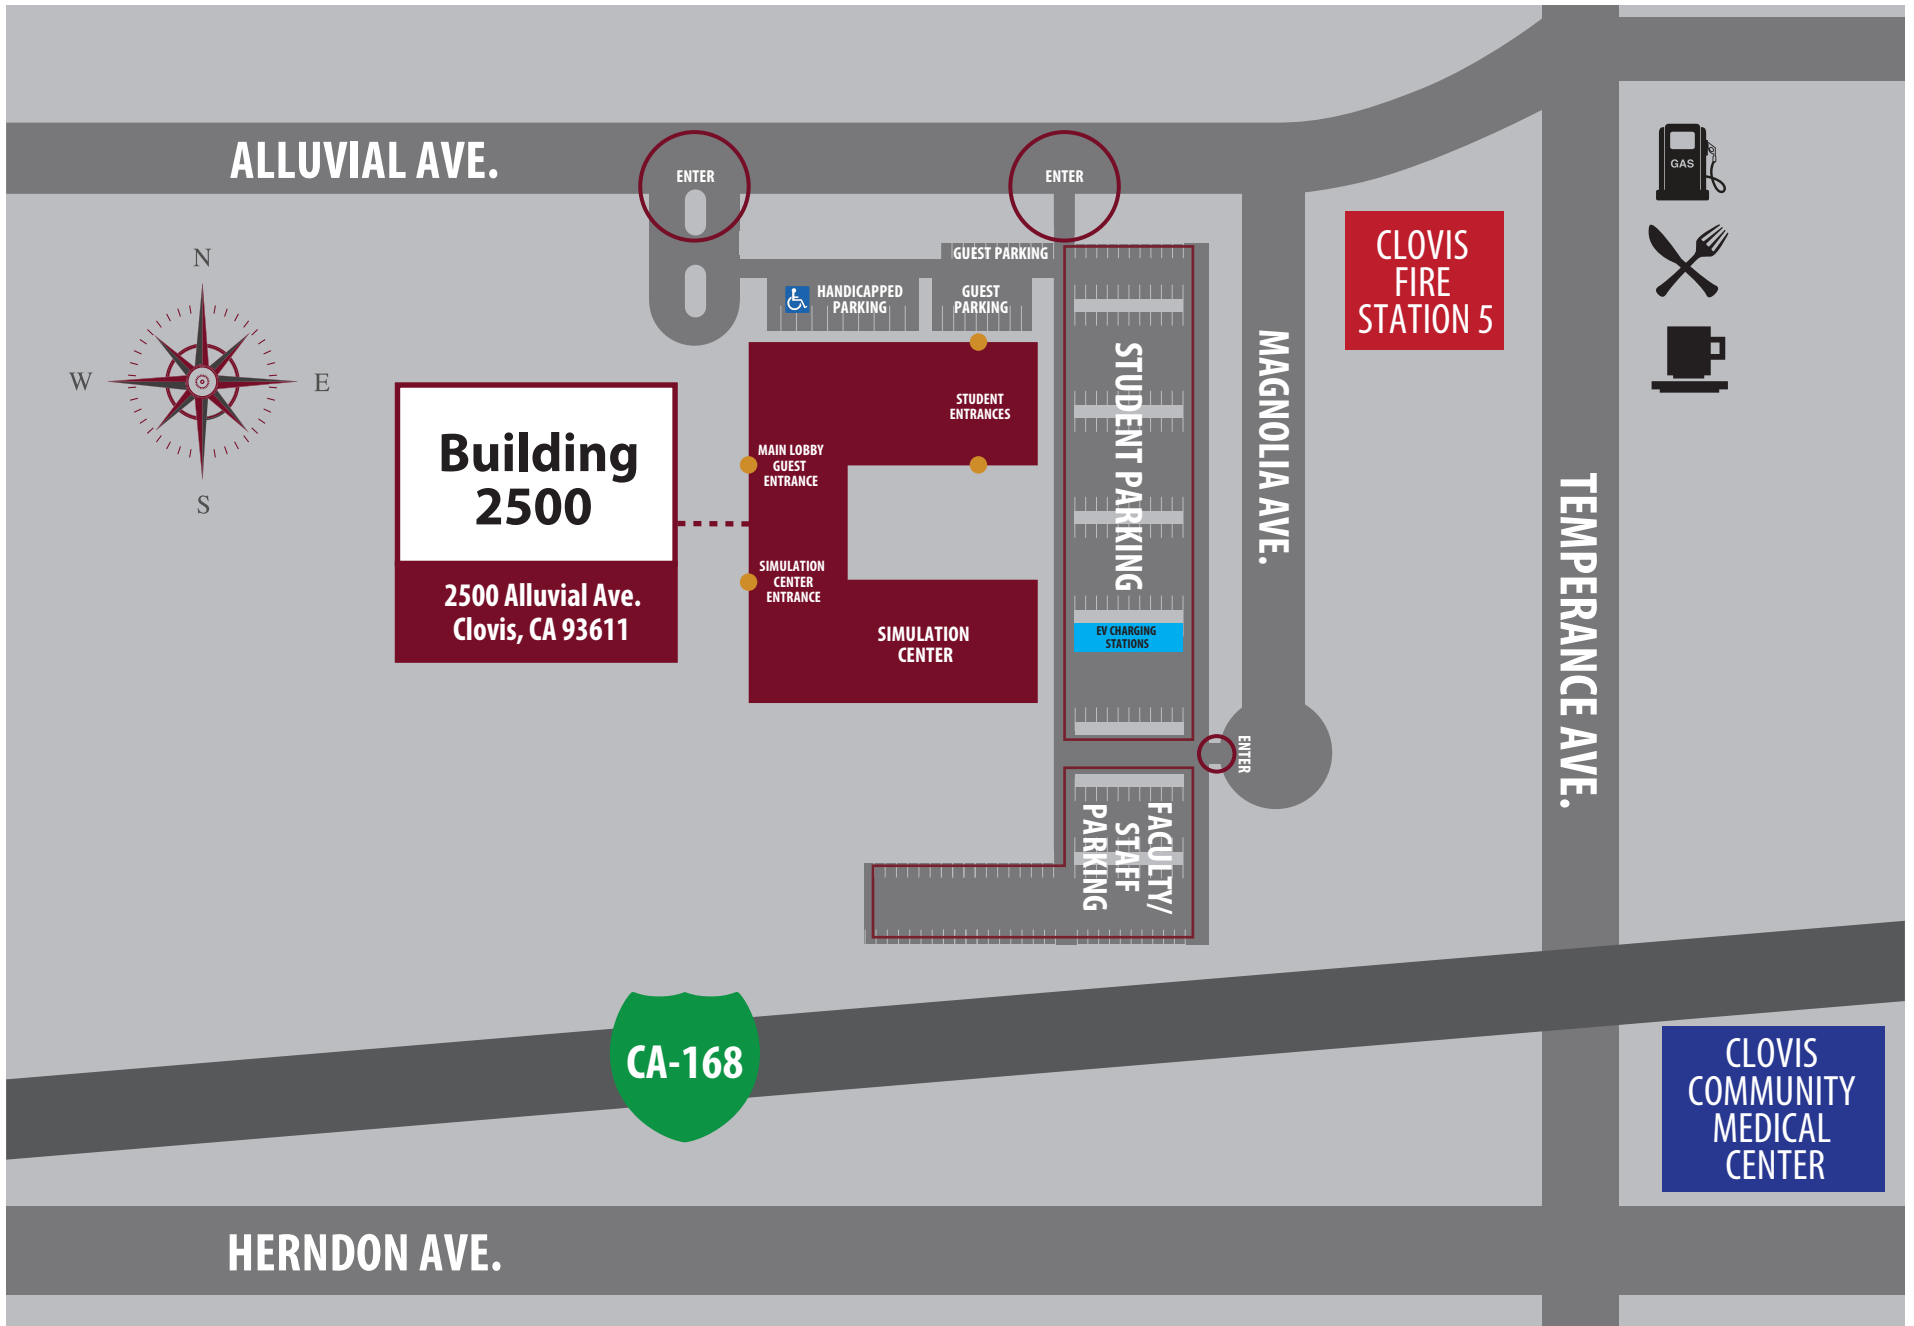 ALLUVIAL AVE.
ENTER
ENTER
GAS
N
W
E
S
GUEST PARKING
HANDICAPPED
PARKING
GUEST
PARKING
CLOVIS
FIRE
STATION 5
STUDENT PARKING
MAGNOLIA AVE.
TEMPERANCE AVE.
STUDENT
ENTRANCES
Building
2500
2500 Alluvial Ave.
Clovis, CA 93611
MAIN LOBBY
GUEST
ENTRANCE
SIMULATION
CENTER
ENTRANCE
SIMULATION
CENTER
EV CHARGING
STATIONS
ENTER
FACULTY/
STAFF
PARKING
CA-168
CLOVIS
COMMUNITY
MEDICAL
CENTER
HERNDON AVE.